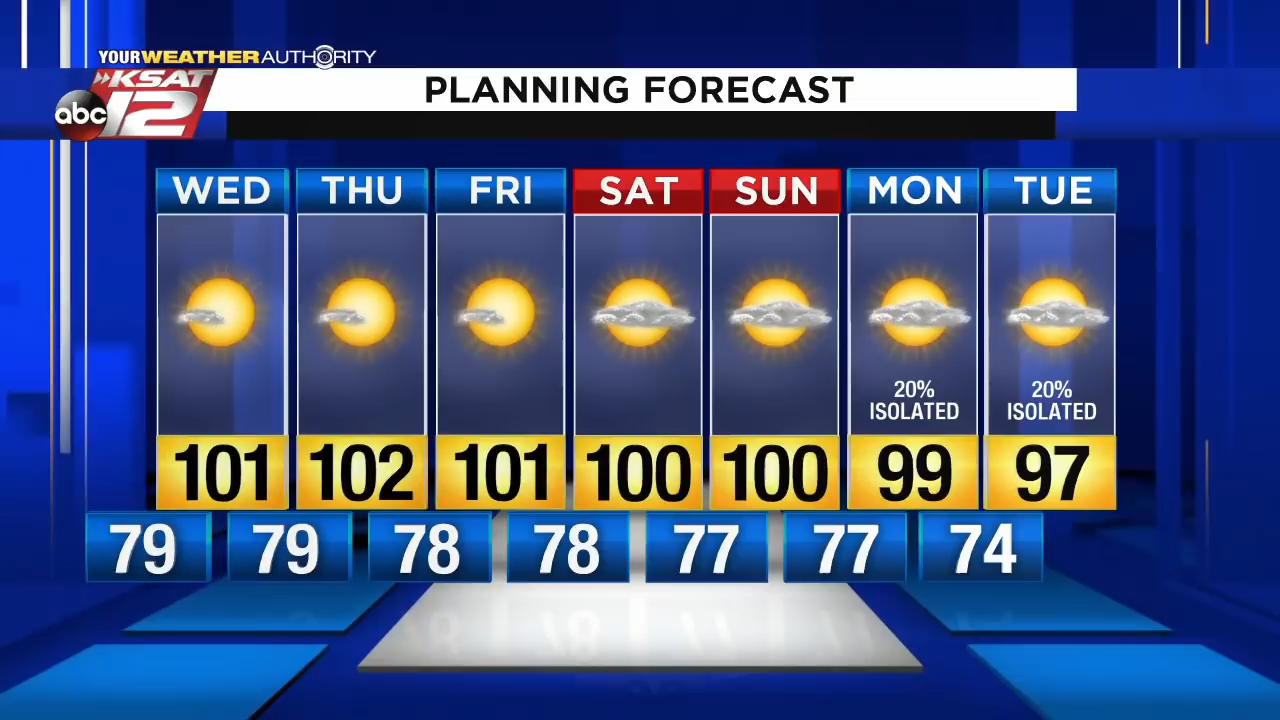 YOUR WEATHER AUTHORITY
KSAT
abc 12
PLANNING FORECAST
WED THU FRI SAT SUN MON TUE
20% 20%
ISOLATED ISOLATED
101 102 101 100 100 99 97
79 79 78 78 77 77 74